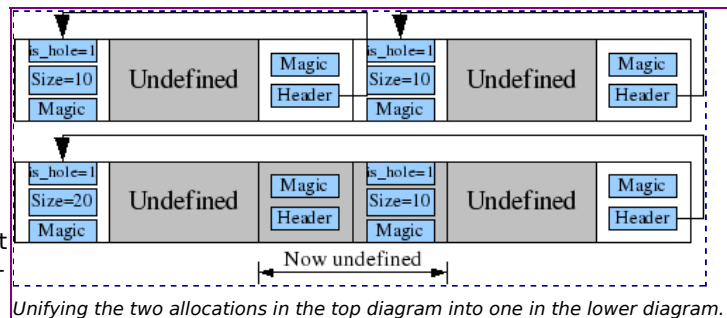 is_hole=1
Size=10
Magic
Undefined
Magic
Header
is_hole=1
Size=10
Magic
Undefined
Magic
Header
is_hole=1
Size=20
Magic
Undefined
Magic
Header
is_hole=1
Size=10
Magic
Undefined
Magic
Header
Now undefined
Unifying the two allocations in the top diagram into one in the lower diagram.